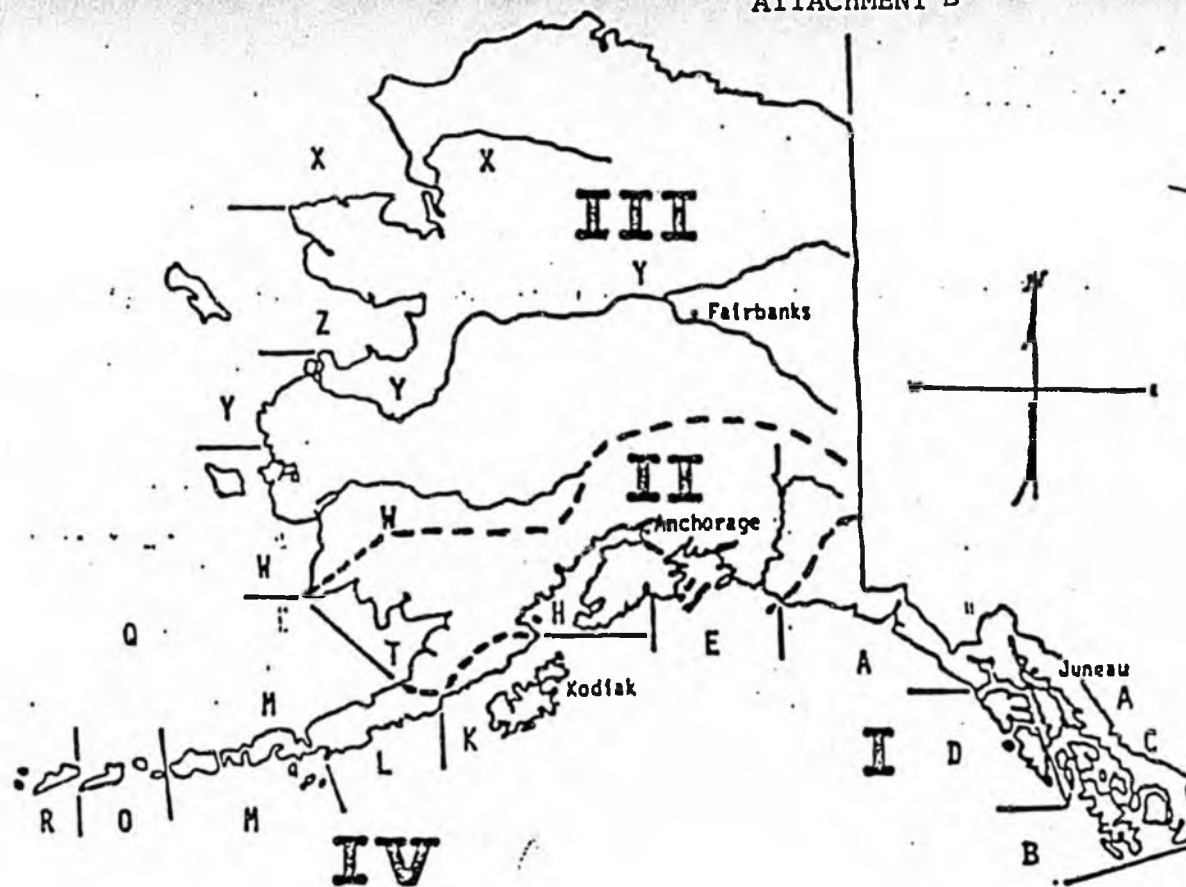 ATTACHMENT B
X
X
III
Y
Fairbanks
Z
Y
Y
II
Anchorage
W
W
Q
H
E
T
A
Juneau
Kodiak
A
M
K
I
D
C
L
R
O
M
B
IV